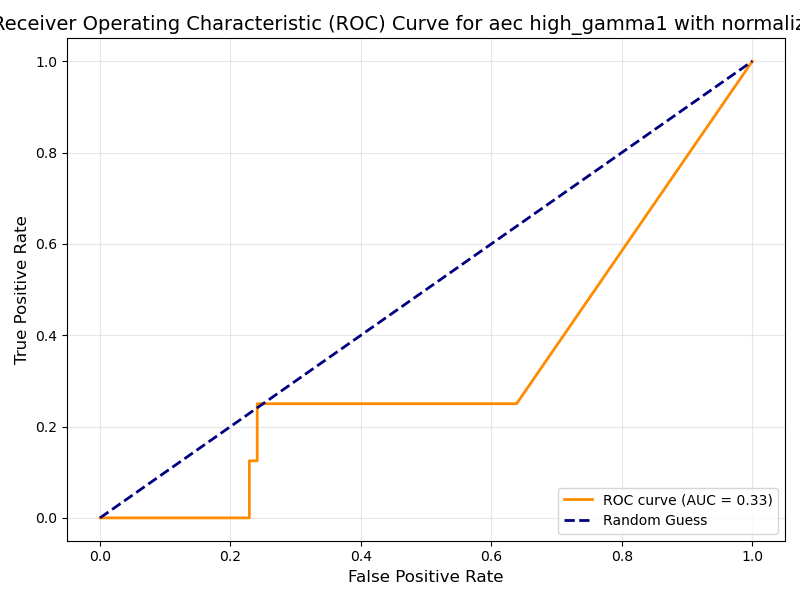 Receiver Operating Characteristic (ROC) Curve for aec high_gamma1 with
1.0
0.8
0.6
0.4
0.2
0.0
True Positive Rate
0.0 0.2 0.4 0.6 0.8 1.0
False Positive Rate
ROC curve (AUC = 0.33)
Random Guess